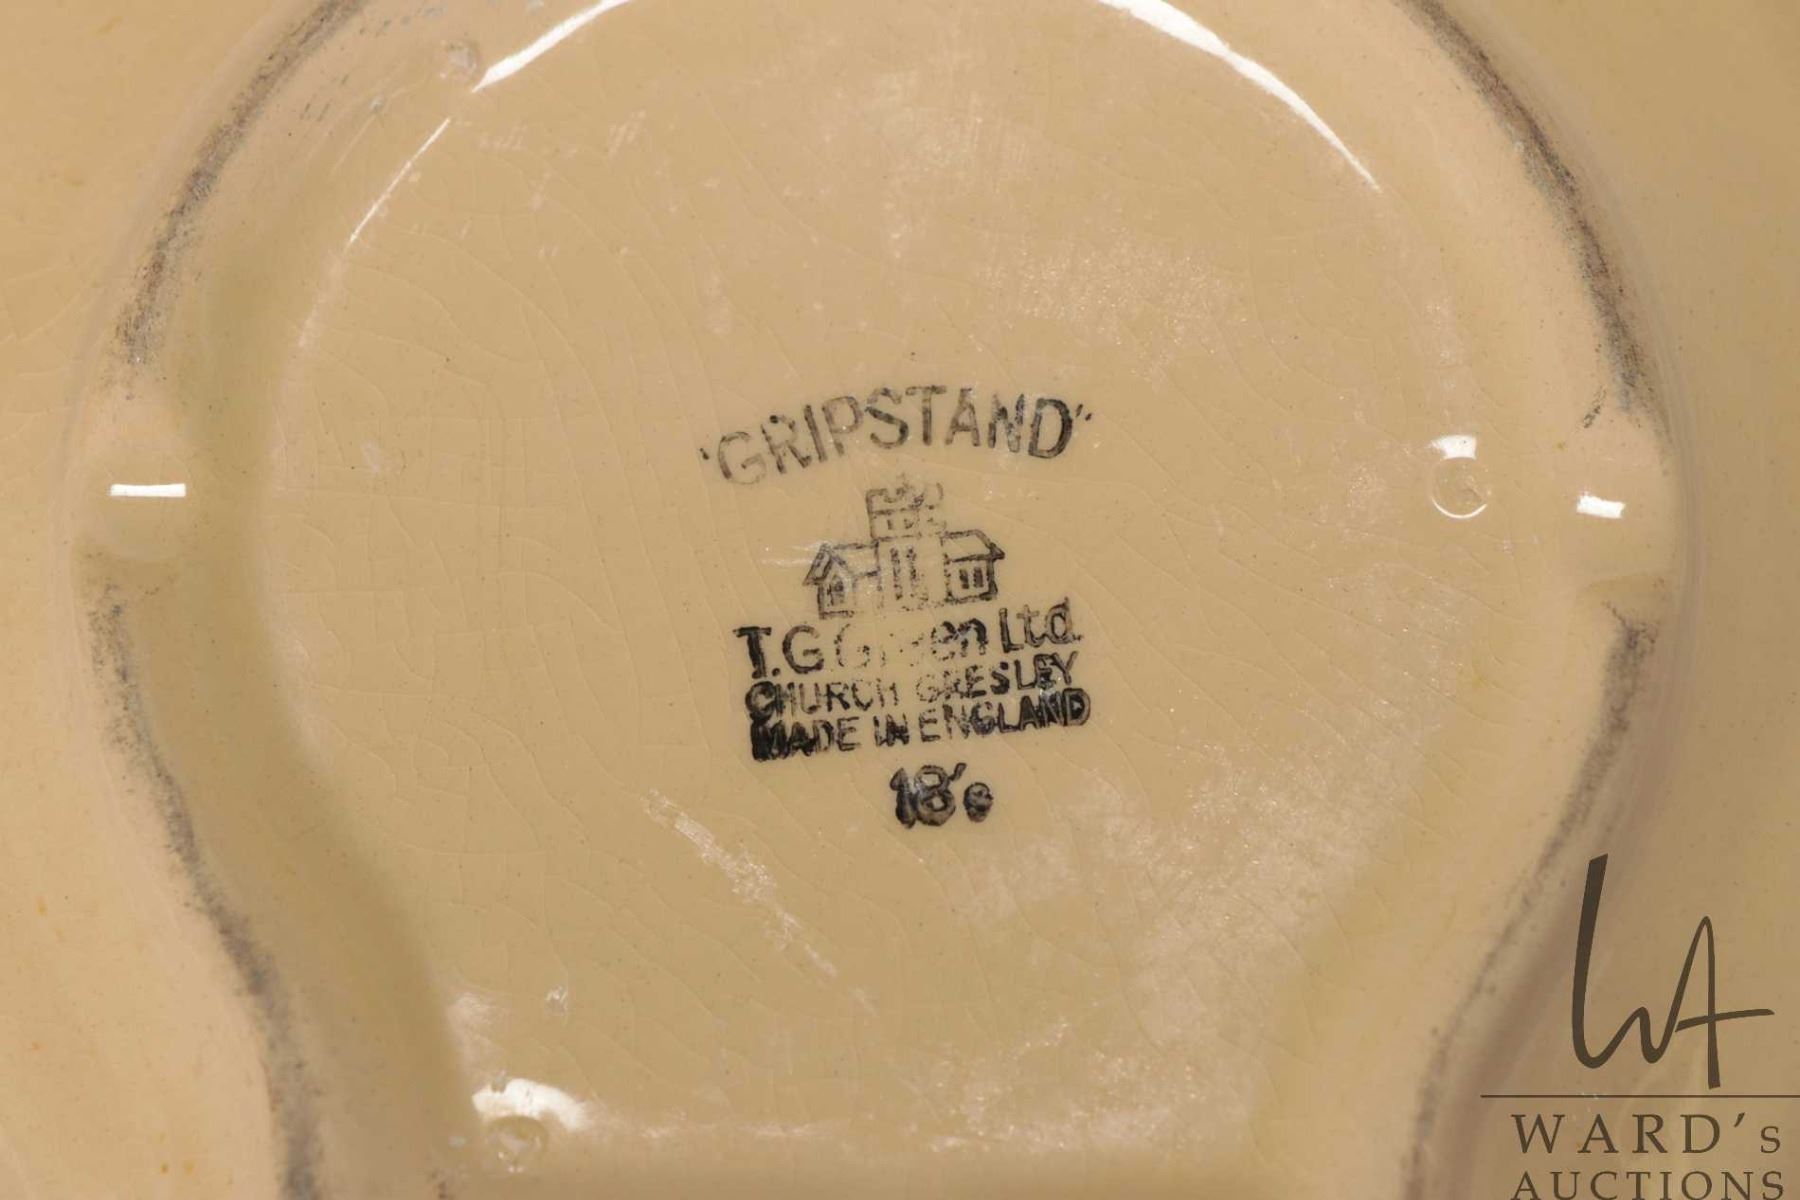 'GRIPSTAND'
T.G Green Ltd.
CHURCH GRESLEY
MADE IN ENGLAND
18's
WARD's
AUCTIONS